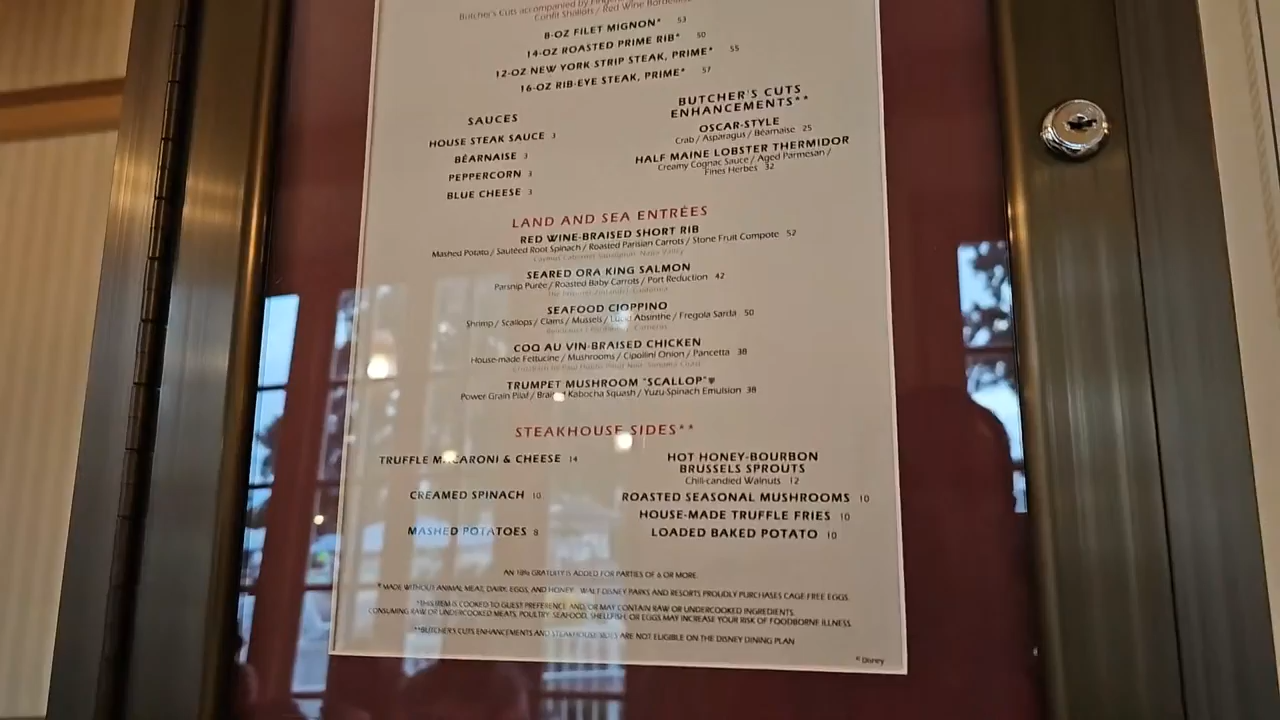 Butcher's Cuts accompanied by
Confit Shallots / Red Wine
8-OZ FILET MIGNON* 53
14-OZ ROASTED PRIME RIB* 50
12-OZ NEW YORK STRIP STEAK, PRIME* 55
16-OZ RIB-EYE STEAK, PRIME* 57
SAUCES
HOUSE STEAK SAUCE 3
BÉARNAISE 3
PEPPERCORN 3
BLUE CHEESE 3
BUTCHER'S CUTS
ENHANCEMENTS**
OSCAR-STYLE
Crab / Asparagus / Béarnaise 25
HALF MAINE LOBSTER THERMIDOR
Creamy Cognac Sauce / Aged Parmesan /
Fines Herbes 32
LAND AND SEA ENTRÉES
RED WINE-BRAISED SHORT RIB
Mashed Potato / Sautéed Root Spinach / Roasted Parisian Carrots / Stone Fruit Compote 52
SEARED ORA KING SALMON
Parsnip Purée / Roasted Baby Carrots / Port Reduction 42
SEAFOOD CIOPPINO
Shrimp / Scallops / Clams / Mussels / Lucid Absinthe / Fregola Sarda 50
COQ AU VIN-BRAISED CHICKEN
House-made Fettucine / Mushrooms / Cipollini Onion / Pancetta 38
TRUMPET MUSHROOM "SCALLOP"
Power Grain Pilaf / Braised Kabocha Squash / Yuzu-Spinach Emulsion 38
STEAKHOUSE SIDES**
TRUFFLE MACARONI & CHEESE 14
CREAMED SPINACH 10
MASHED POTATOES 8
HOT HONEY-BOURBON
BRUSSELS SPROUTS
Chili-candied Walnuts 12
ROASTED SEASONAL MUSHROOMS 10
HOUSE-MADE TRUFFLE FRIES 10
LOADED BAKED POTATO 10
AN 18% GRATUITY IS ADDED FOR PARTIES OF 6 OR MORE.
MADE WITHOUT ANIMAL MEAT, DAIRY, EGGS, AND HONEY. WALT DISNEY PARKS AND RESORTS PROUDLY PURCHASES CAGE-FREE EGGS.
*THIS ITEM IS COOKED TO GUEST PREFERENCE AND/OR MAY CONTAIN RAW OR UNDERCOOKED INGREDIENTS.
CONSUMING RAW OR UNDERCOOKED MEATS, POULTRY, SEAFOOD, SHELLFISH, OR EGGS MAY INCREASE YOUR RISK OF FOODBORNE ILLNESS.
**BUTCHER'S CUTS ENHANCEMENTS AND STEAKHOUSE SIDES ARE NOT ELIGIBLE ON THE DISNEY DINING PLAN
© Disney